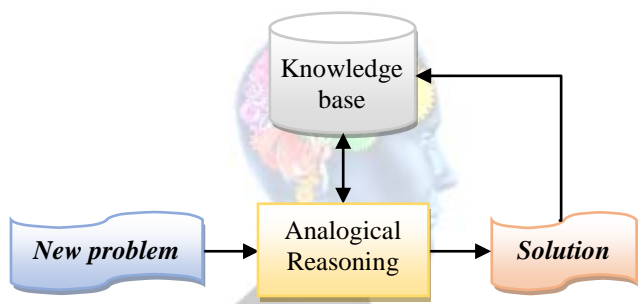 Knowledge
base
New problem
Analogical
Reasoning
Solution